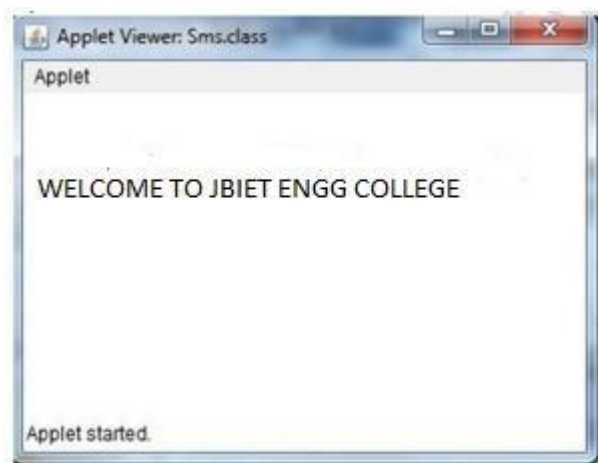 Applet Viewer: Sms.class
Applet
WELCOME TO JBIET ENGG COLLEGE
Applet started.